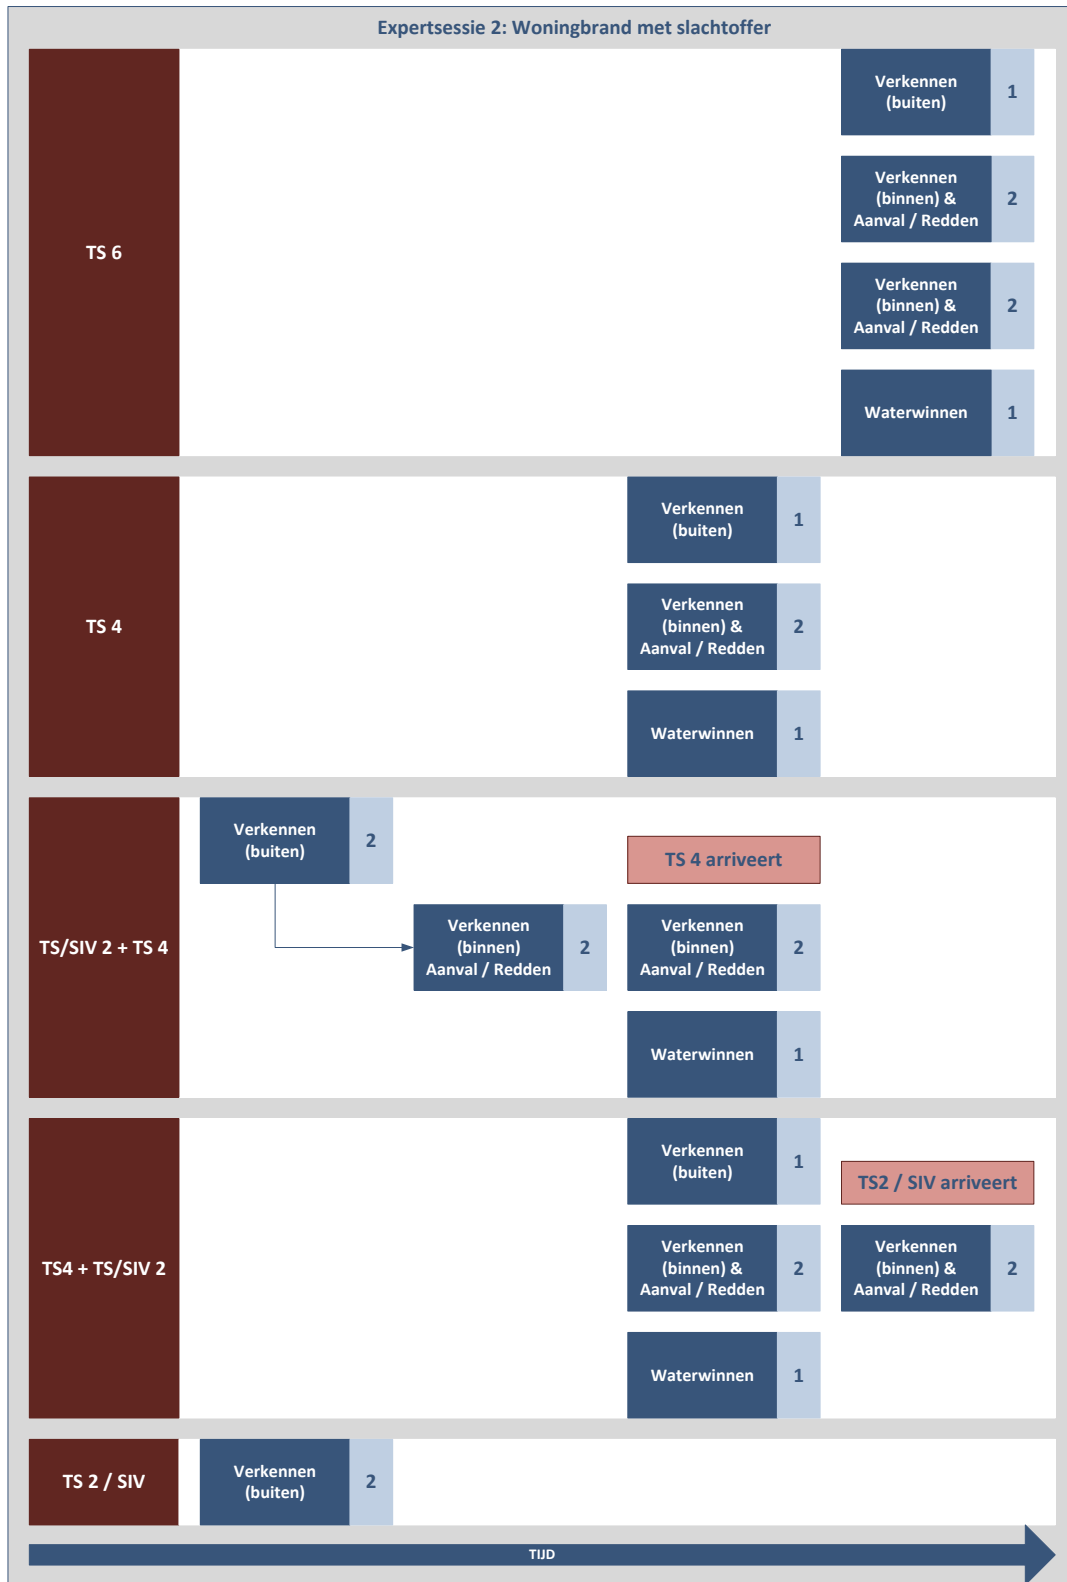 Expertsessie 2: Woningbrand met slachtoffer
TS 6
Verkennen
(buiten)
1
Verkennen
(binnen) &
Aanval / Redden
2
Verkennen
(binnen) &
Aanval / Redden
2
Waterwinnen
1
TS 4
Verkennen
(buiten)
1
Verkennen
(binnen) &
Aanval / Redden
2
Waterwinnen
1
TS/SIV 2 + TS 4
Verkennen
(buiten)
2
Verkennen
(binnen)
Aanval / Redden
2
TS 4 arriveert
Verkennen
(binnen)
Aanval / Redden
2
Waterwinnen
1
TS4 + TS/SIV 2
Verkennen
(buiten)
1
Verkennen
(binnen) &
Aanval / Redden
2
Waterwinnen
1
TS2 / SIV arriveert
Verkennen
(binnen) &
Aanval / Redden
2
TS 2 / SIV
Verkennen
(buiten)
2
TIJD